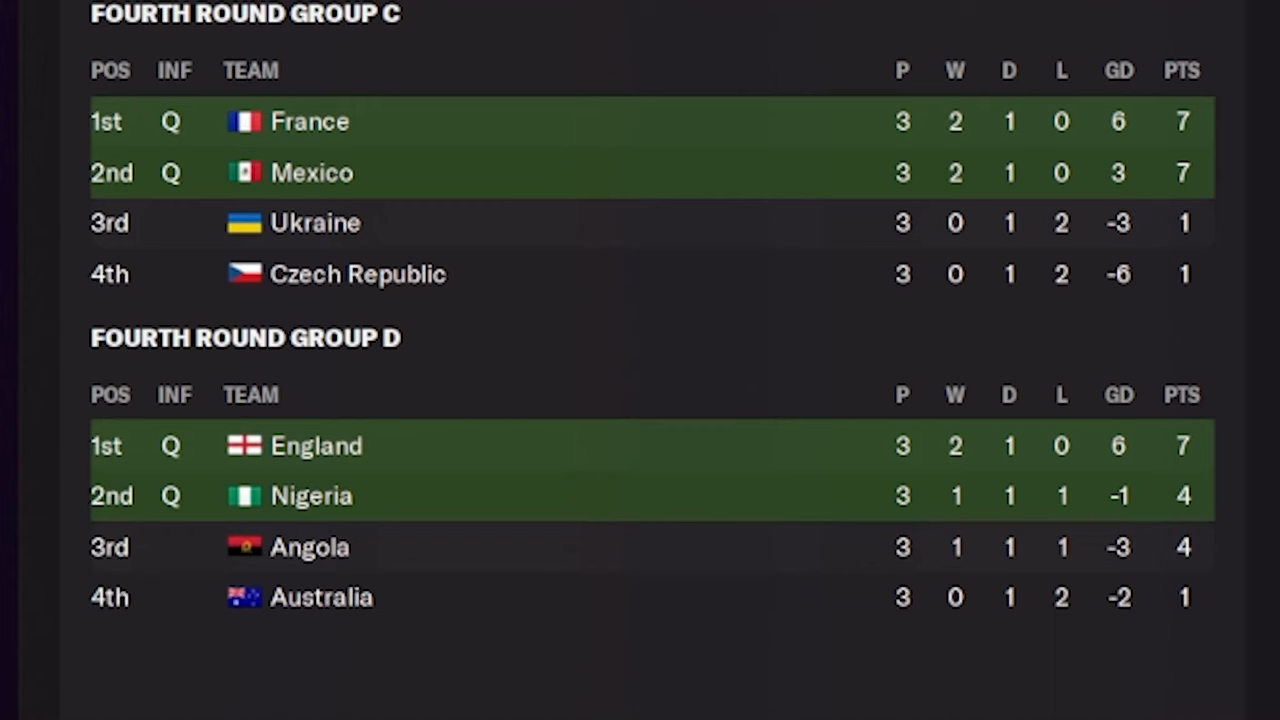 FOURTH ROUND GROUP C
POS INF TEAM P W D L GD PTS
1st Q France 3 2 1 0 6 7
2nd Q Mexico 3 2 1 0 3 7
3rd Ukraine 3 0 1 2 -3 1
4th Czech Republic 3 0 1 2 -6 1
FOURTH ROUND GROUP D
POS INF TEAM P W D L GD PTS
1st Q England 3 2 1 0 6 7
2nd Q Nigeria 3 1 1 1 -1 4
3rd Angola 3 1 1 1 -3 4
4th Australia 3 0 1 2 -2 1